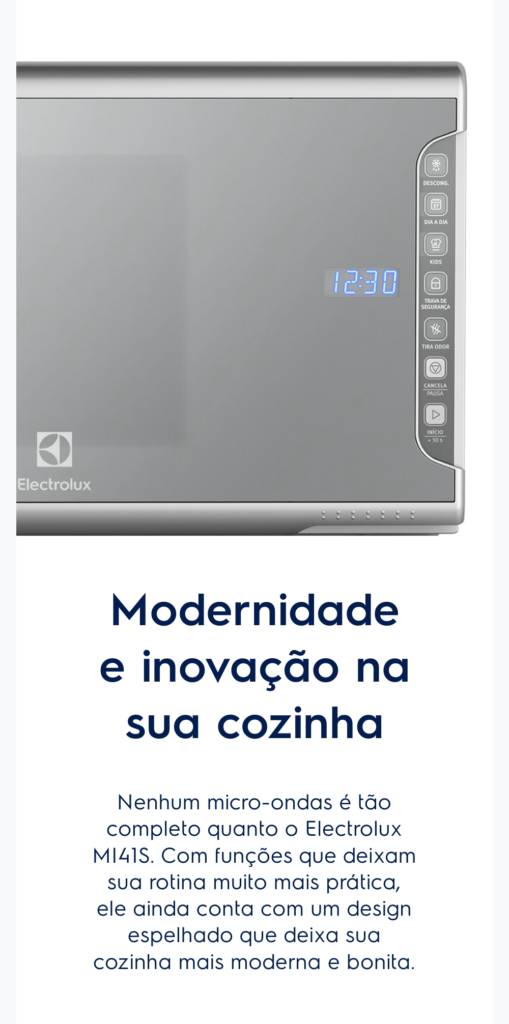 DESCONG.
DIA A DIA
12:30
KIDS
TRAVA DE
SEGURANÇA
TIRA ODOR
CANCELA
PAUSA
INÍCIO
+ 30 s
Electrolux
Modernidade
e inovação na
sua cozinha
Nenhum micro-ondas é tão
completo quanto o Electrolux
MI41S. Com funções que deixam
sua rotina muito mais prática,
ele ainda conta com um design
espelhado que deixa sua
cozinha mais moderna e bonita.